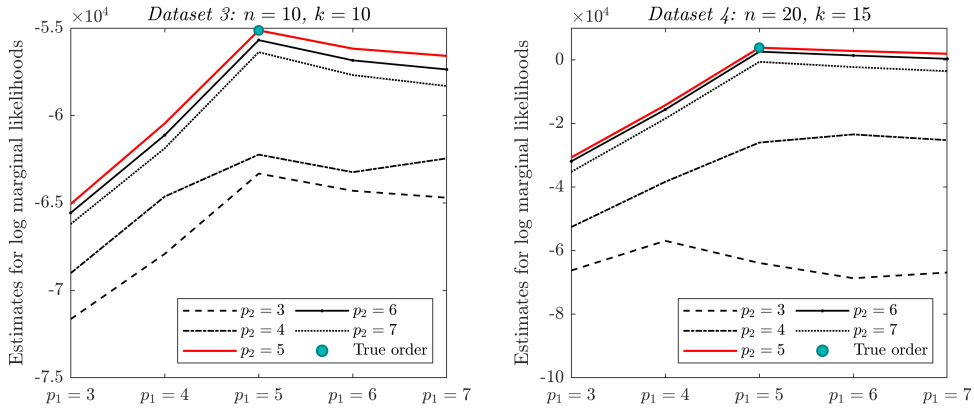 ×10⁴ Dataset 3: n = 10, k = 10
Estimates for log marginal likelihoods
-5.5
-6
-6.5
-7
-7.5
p₂ = 3 p₂ = 6
p₂ = 4 p₂ = 7
p₂ = 5 True order
p₁ = 3 p₁ = 4 p₁ = 5 p₁ = 6 p₁ = 7
×10⁴ Dataset 4: n = 20, k = 15
Estimates for log marginal likelihoods
0
-2
-4
-6
-8
-10
p₂ = 3 p₂ = 6
p₂ = 4 p₂ = 7
p₂ = 5 True order
p₁ = 3 p₁ = 4 p₁ = 5 p₁ = 6 p₁ = 7